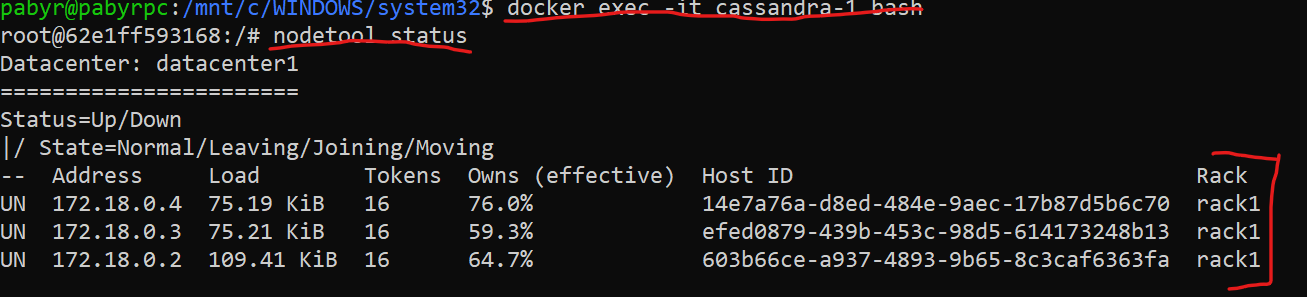 pabyr@pabyrpc:/mnt/c/WINDOWS/system32$ docker exec -it cassandra-1 bash
root@62e1ff593168:/# nodetool status
Datacenter: datacenter1
=======================
Status=Up/Down
|/ State=Normal/Leaving/Joining/Moving
--  Address     Load        Tokens  Owns (effective)  Host ID                               Rack
UN  172.18.0.4  75.19 KiB   16      76.0%             14e7a76a-d8ed-484e-9aec-17b87d5b6c70  rack1
UN  172.18.0.3  75.21 KiB   16      59.3%             efed0879-439b-453c-98d5-614173248b13  rack1
UN  172.18.0.2  109.41 KiB  16      64.7%             603b66ce-a937-4893-9b65-8c3caf6363fa  rack1